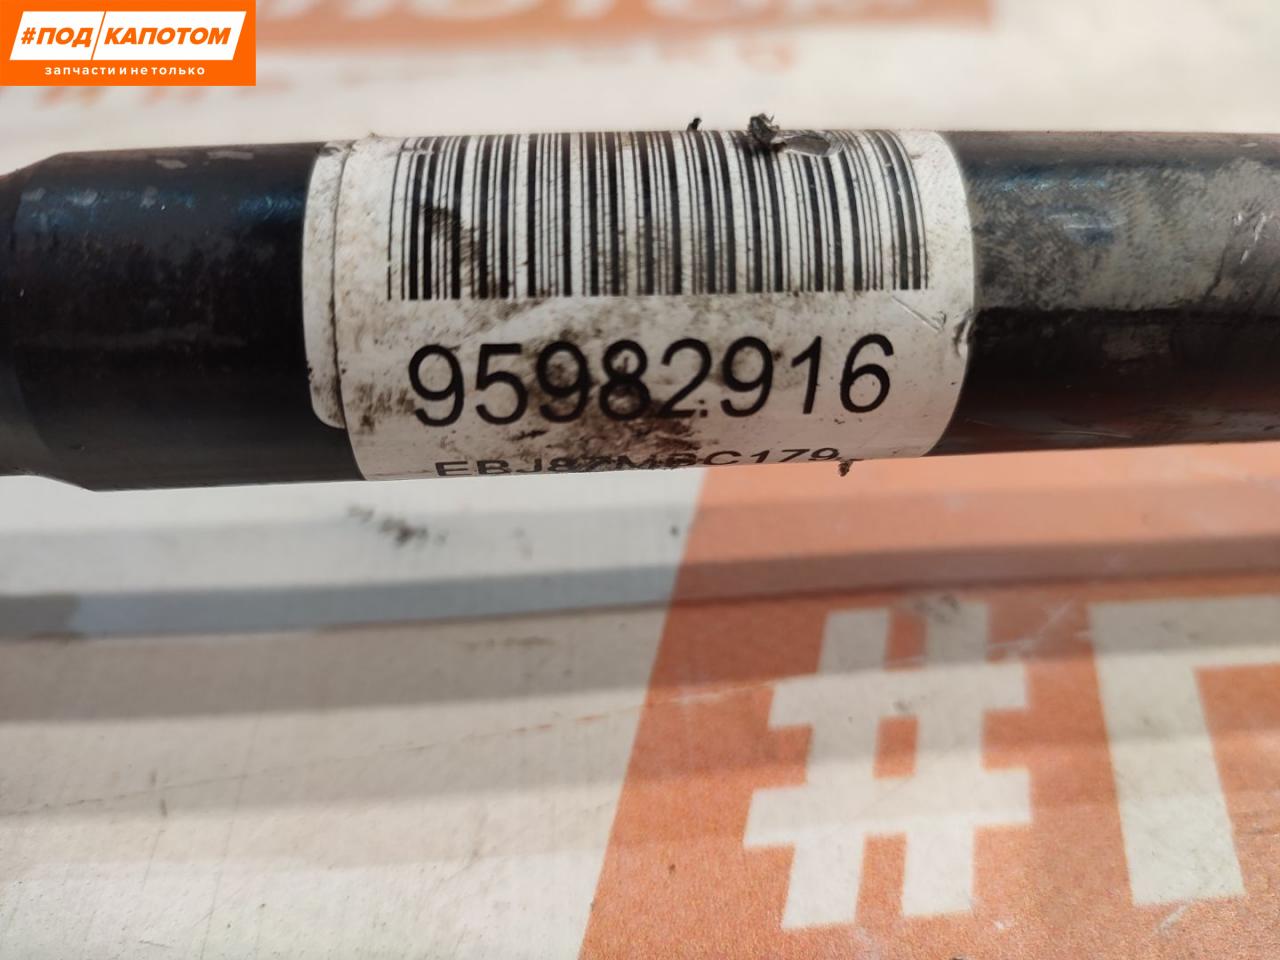 #ПОД/КАПОТОМ
запчасти и не только
95982916
#П